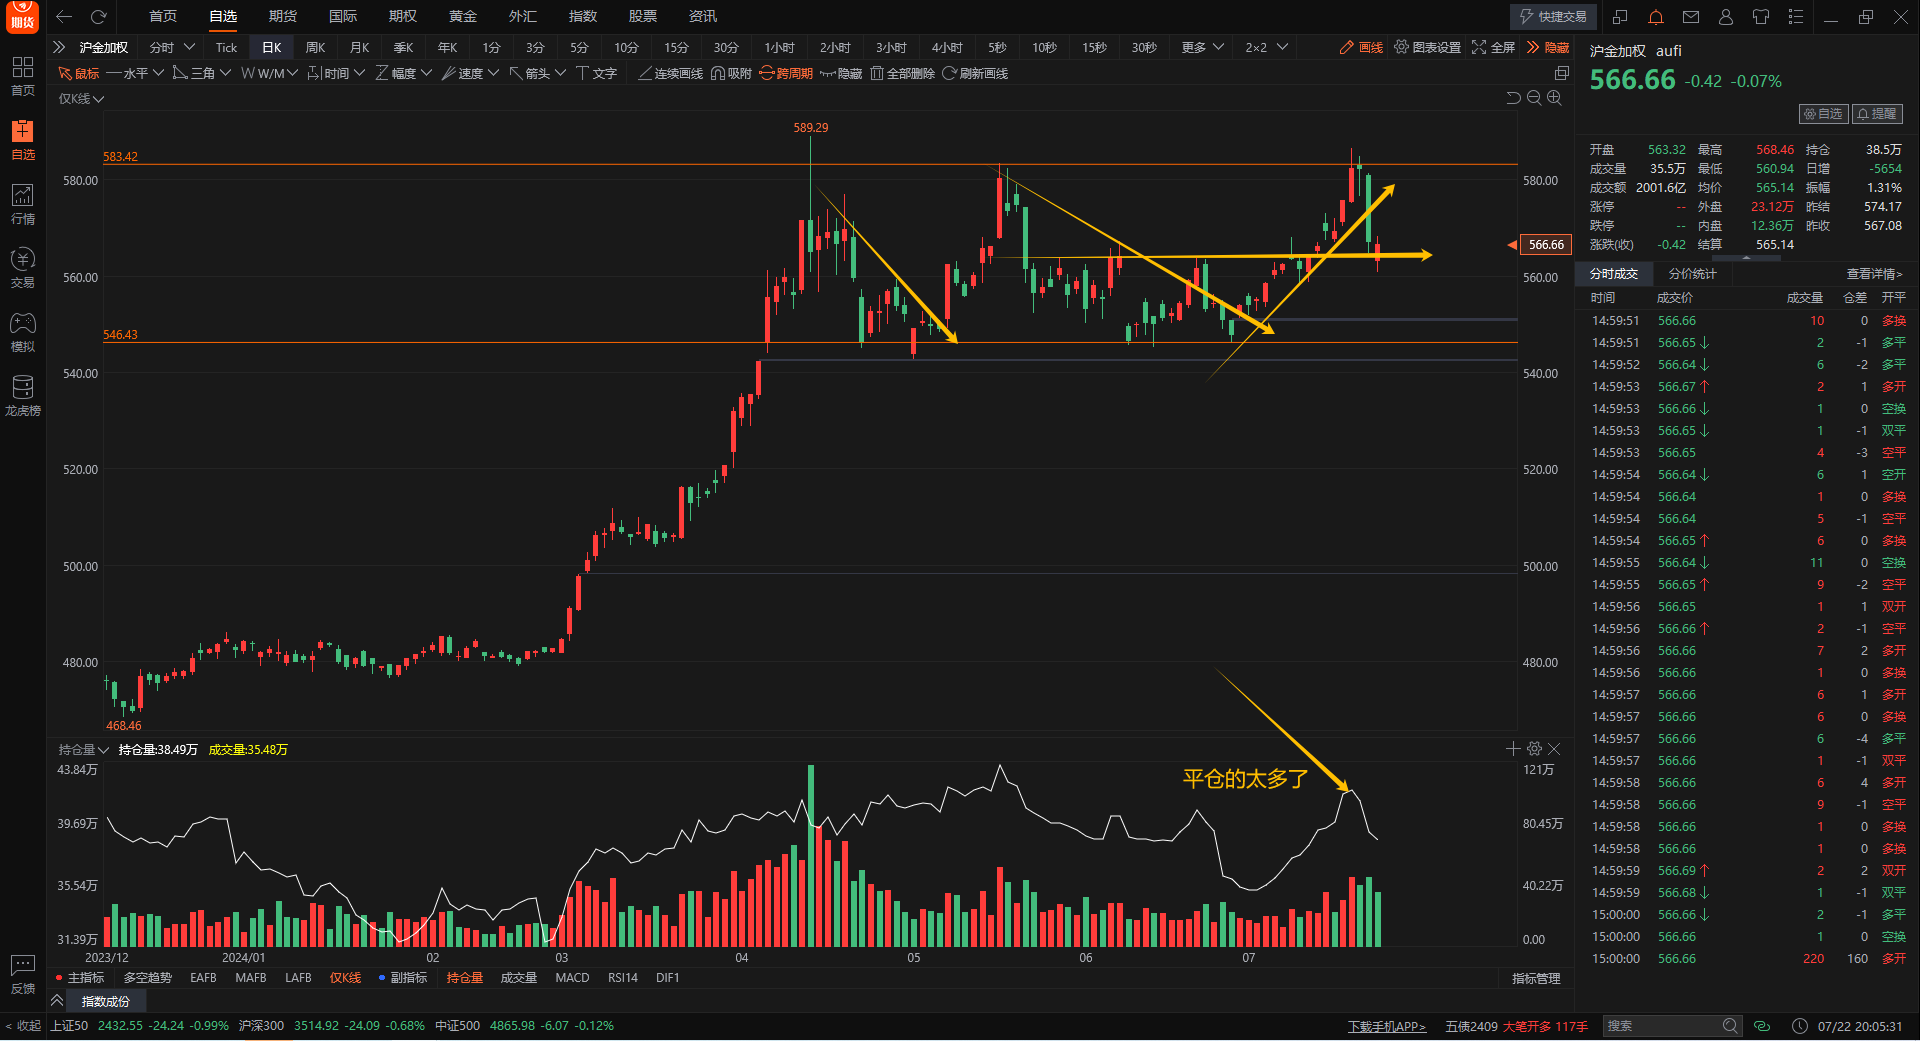 期货
首页 自选 期货 国际 期权 黄金 外汇 指数 股票 资讯 快捷交易
沪金加权 分时 Tick 日K 周K 月K 季K 年K 1分 3分 5分 10分 15分 30分 1小时 2小时 3小时 4小时 5秒 10秒 15秒 30秒 更多 2×2 画线 图表设置 全屏 隐藏
鼠标 水平 三角 W/M 时间 幅度 速度 箭头 文字 连续画线 吸附 跨周期 隐藏 全部删除 刷新画线
首页
自选
行情
交易
模拟
龙虎榜
反馈
< 收起
仅K线
589.29
583.42
580.00 580.00
566.66
560.00 560.00
546.43
540.00 540.00
520.00 520.00
500.00 500.00
480.00 480.00
468.46
持仓量 持仓量:38.49万 成交量:35.48万
43.84万 121万
平仓的太多了
39.69万 80.45万
35.54万 40.22万
31.39万 0.00
2023/12 2024/01 02 03 04 05 06 07
主指标 多空趋势 EAFB MAFB LAFB 仅K线 副指标 持仓量 成交量 MACD RSI14 DIF1 指标管理
指数成份
沪金加权 aufi
566.66 -0.42 -0.07%
自选 提醒
开盘 563.32 最高 568.46 持仓 38.5万
成交量 35.5万 最低 560.94 日增 -5654
成交额 2001.6亿 均价 565.14 振幅 1.31%
涨停 -- 外盘 23.12万 昨结 574.17
跌停 -- 内盘 12.36万 昨收 567.08
涨跌(收) -0.42 结算 565.14
分时成交 分价统计 查看详情>
时间 成交价 成交量 仓差 开平
14:59:51 566.66 10 0 多换
14:59:51 566.65↓ 2 -1 多平
14:59:52 566.64↓ 6 -2 多平
14:59:53 566.67↑ 2 1 多开
14:59:53 566.66↓ 1 0 空换
14:59:53 566.65↓ 1 -1 双平
14:59:53 566.65 4 -3 空平
14:59:54 566.64↓ 6 1 空开
14:59:54 566.64 1 0 多换
14:59:54 566.64 5 -1 空平
14:59:54 566.65↑ 6 0 多换
14:59:55 566.64↓ 11 0 空换
14:59:55 566.65↑ 9 -2 空平
14:59:56 566.65 1 1 双开
14:59:56 566.66↑ 2 -1 空平
14:59:56 566.66 7 2 多开
14:59:56 566.66 1 0 多换
14:59:57 566.66 6 1 多开
14:59:57 566.66 6 0 多换
14:59:57 566.66 6 -4 多平
14:59:57 566.66 1 -1 双平
14:59:58 566.66 6 4 多开
14:59:58 566.66 9 -1 空平
14:59:58 566.66 1 0 多换
14:59:58 566.66 1 0 多换
14:59:59 566.69↑ 2 2 双开
14:59:59 566.68↓ 1 -1 双平
15:00:00 566.66↓ 2 -1 多平
15:00:00 566.66 1 0 空换
15:00:00 566.66 220 160 多开
上证50 2432.55 -24.24 -0.99% 沪深300 3514.92 -24.09 -0.68% 中证500 4865.98 -6.07 -0.12% 下载手机APP> 五债2409 大笔开多 117手 搜索 07/22 20:05:31